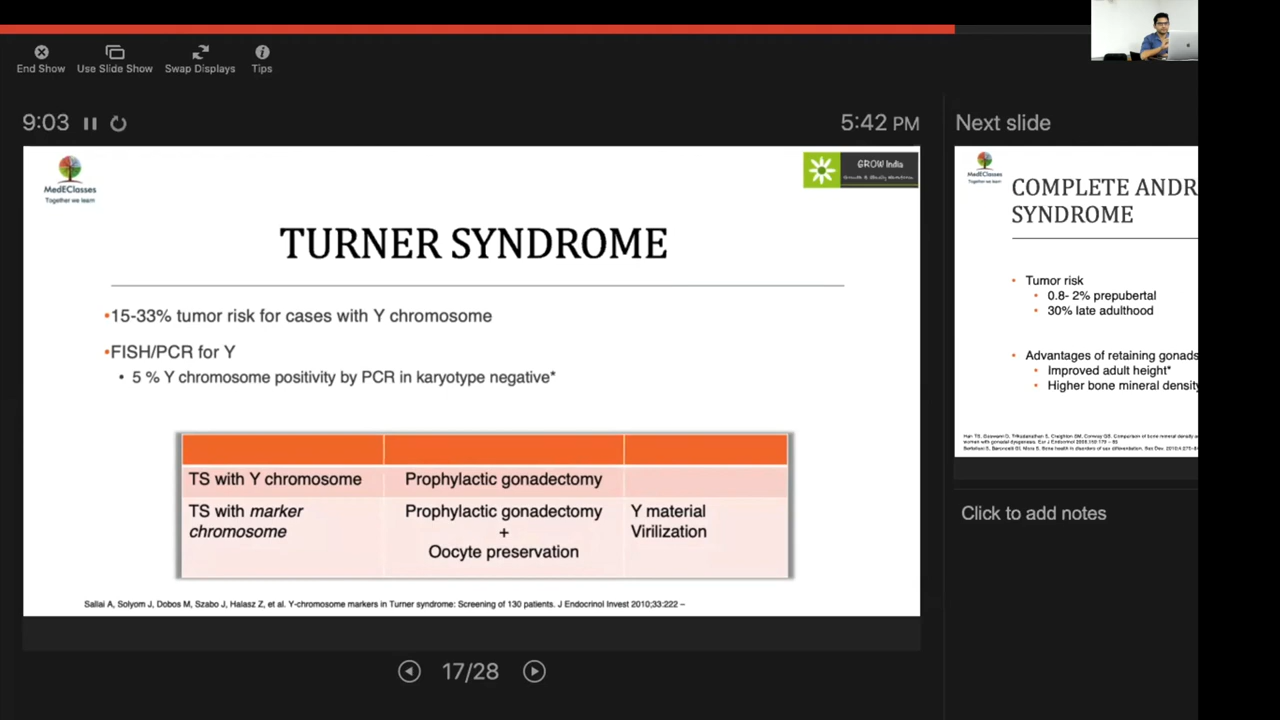 End Show
Use Slide Show
Swap Displays
Tips
9:03
5:42 PM
MedEClasses
Together we learn
GROW India
TURNER SYNDROME
•15-33% tumor risk for cases with Y chromosome
•FISH/PCR for Y
• 5 % Y chromosome positivity by PCR in karyotype negative*
TS with Y chromosome
Prophylactic gonadectomy
TS with marker
chromosome
Prophylactic gonadectomy
+
Oocyte preservation
Y material
Virilization
Sallai A, Solyom J, Dobos M, Szabo J, Halasz Z, et al. Y-chromosome markers in Turner syndrome: Screening of 130 patients. J Endocrinol Invest 2010;33:222 –
17/28
Next slide
MedEClasses
Together we learn
COMPLETE ANDR
SYNDROME
• Tumor risk
• 0.8- 2% prepubertal
• 30% late adulthood
• Advantages of retaining gonads
• Improved adult height*
• Higher bone mineral density
Click to add notes